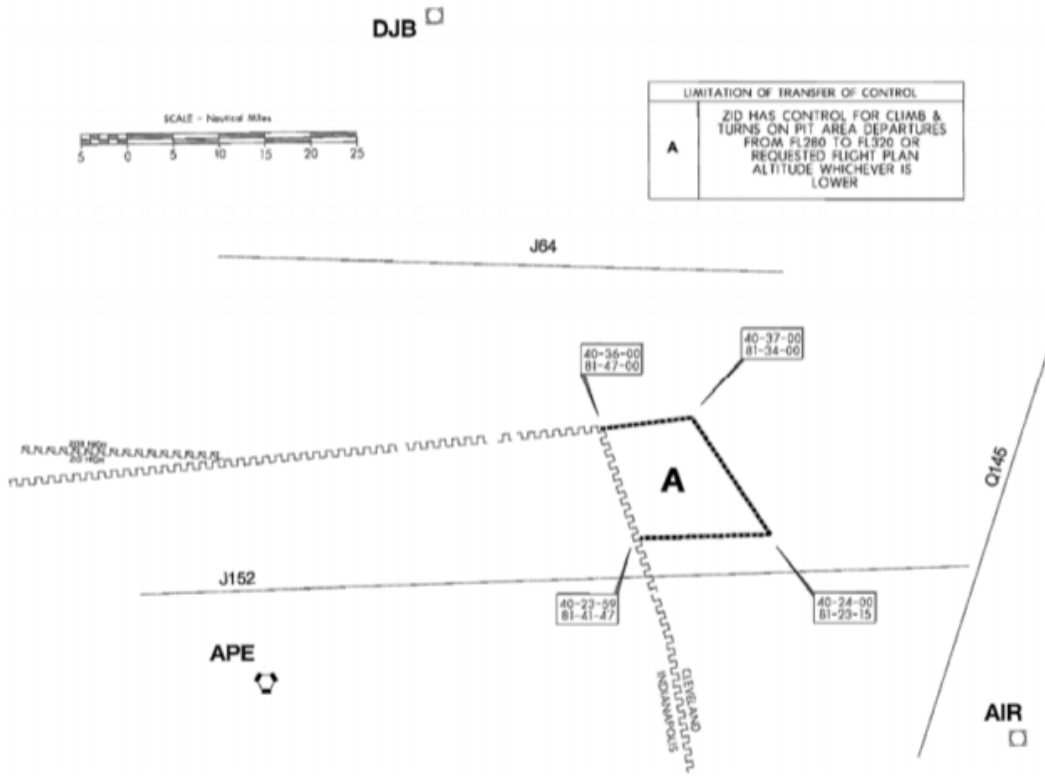 DJB
SCALE - Nautical Miles
5 0 5 10 15 20 25
LIMITATION OF TRANSFER OF CONTROL
A
ZID HAS CONTROL FOR CLIMB &
TURNS ON PIT AREA DEPARTURES
FROM FL280 TO FL320 OR
REQUESTED FLIGHT PLAN
ALTITUDE WHICHEVER IS
LOWER
J64
40-36-00
81-47-00
40-37-00
81-34-00
ZID HIGH
A
Q145
J152
40-23-59
81-41-47
40-24-00
81-23-15
APE
CLEVELAND
INDIANAPOLIS
AIR